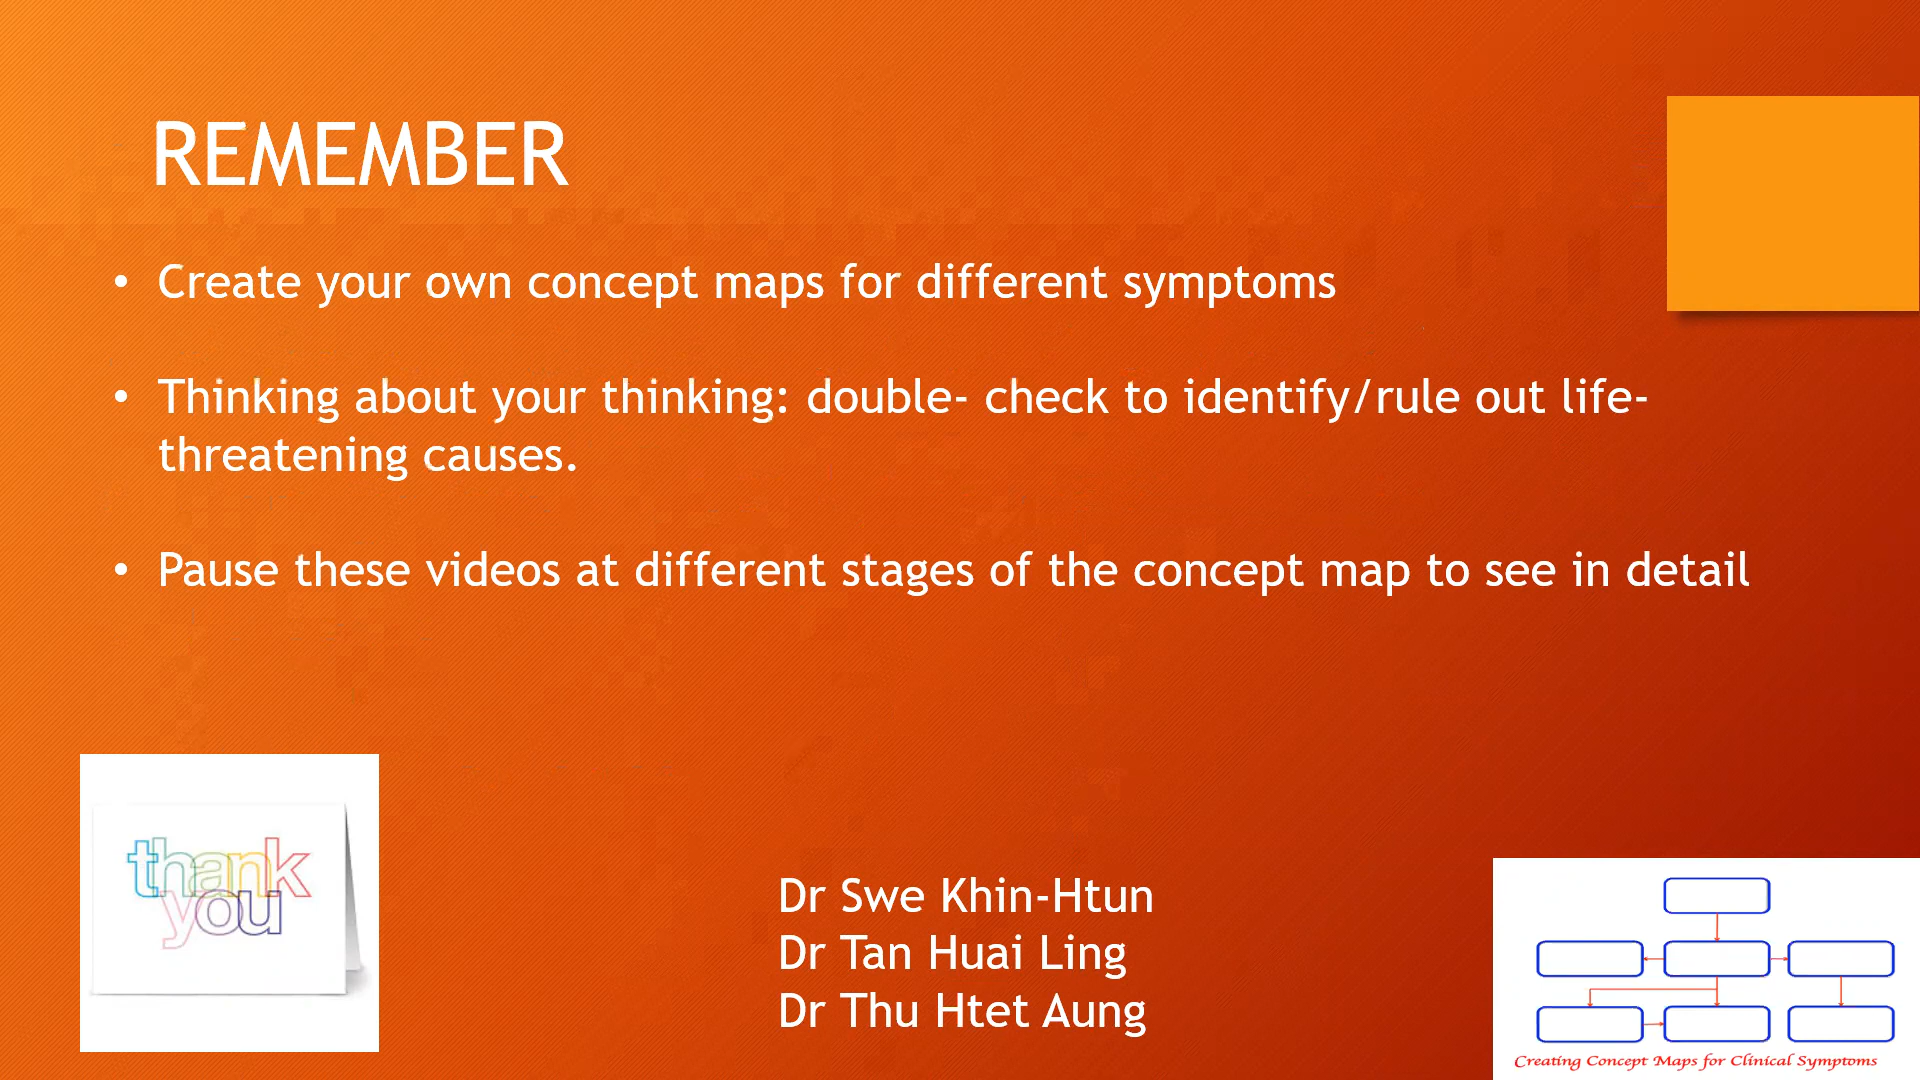 REMEMBER
• Create your own concept maps for different symptoms
• Thinking about your thinking: double- check to identify/rule out life-
threatening causes.
• Pause these videos at different stages of the concept map to see in detail
thank
you
Dr Swe Khin-Htun
Dr Tan Huai Ling
Dr Thu Htet Aung
Creating Concept Maps for Clinical Symptoms